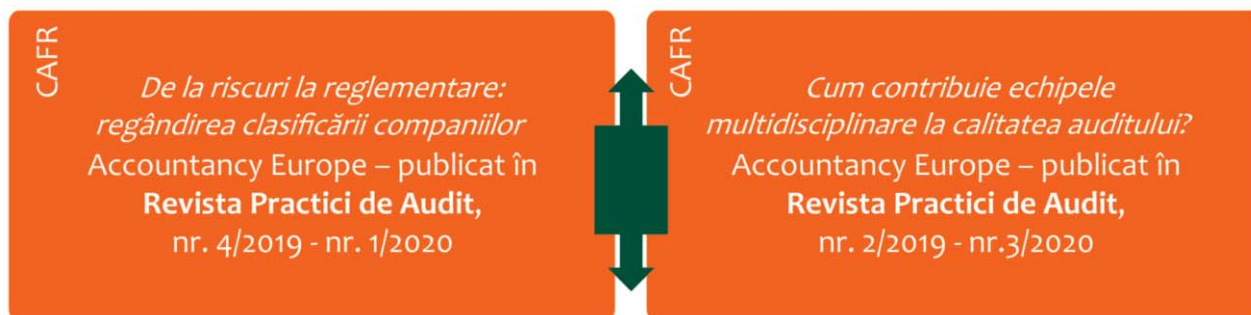 CAFR
De la riscuri la reglementare:
regândirea clasificării companiilor
Accountancy Europe – publicat în
Revista Practici de Audit,
nr. 4/2019 - nr. 1/2020
CAFR
Cum contribuie echipele
multidisciplinare la calitatea auditului?
Accountancy Europe – publicat în
Revista Practici de Audit,
nr. 2/2019 - nr.3/2020